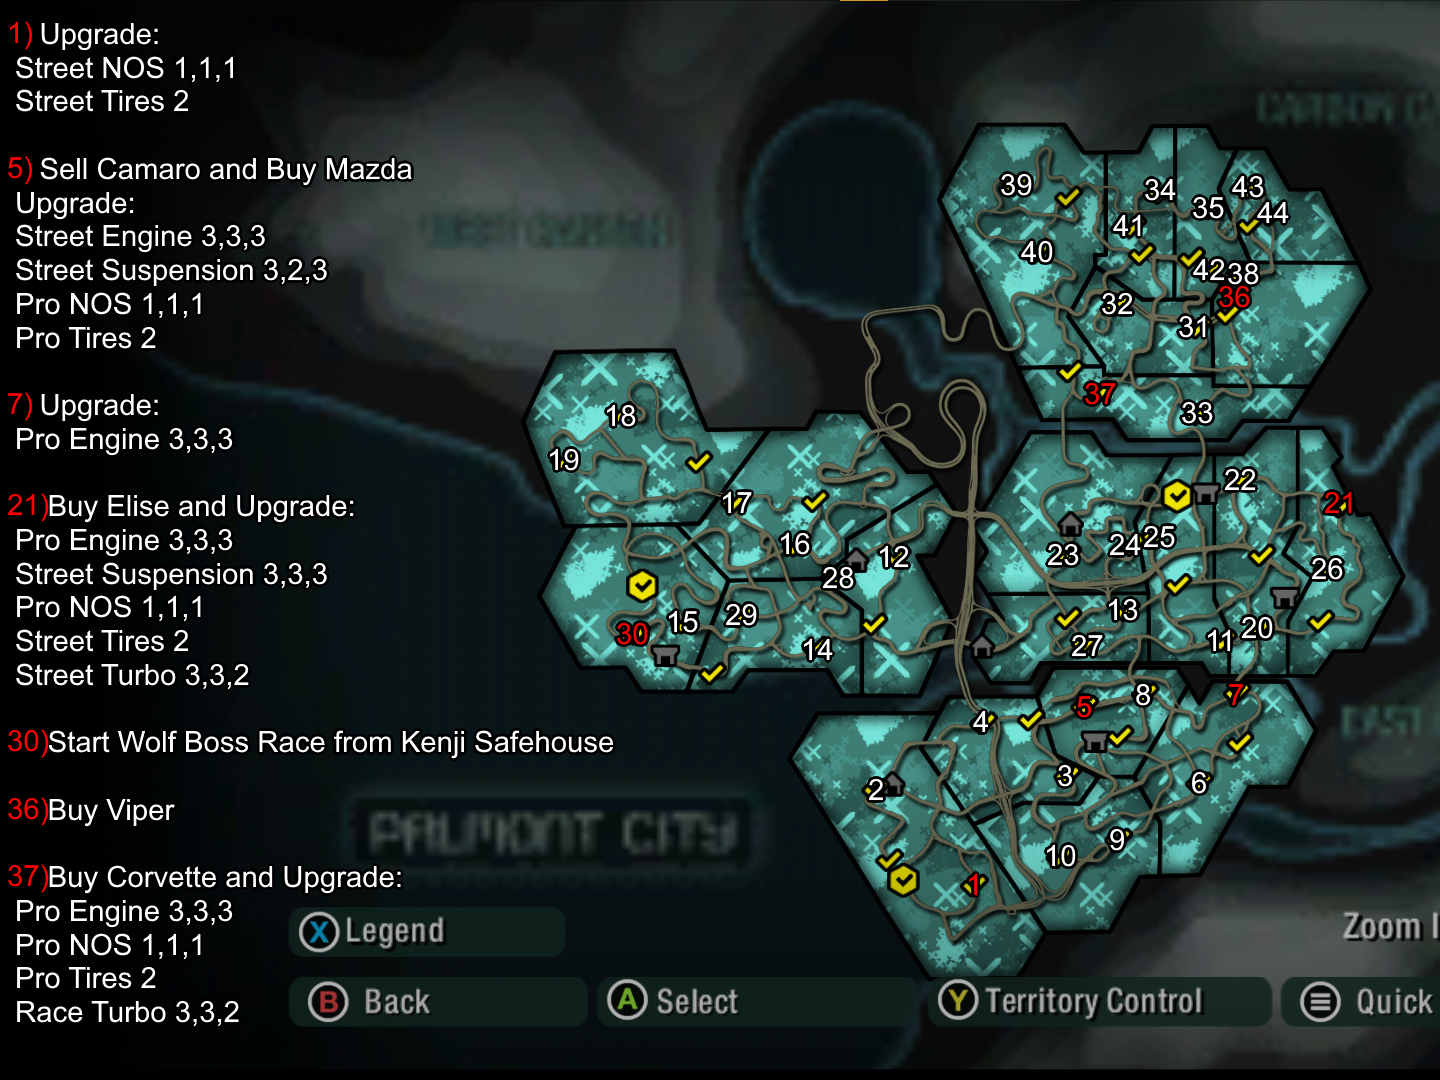 1) Upgrade:
Street NOS 1,1,1
Street Tires 2
5) Sell Camaro and Buy Mazda
Upgrade:
Street Engine 3,3,3
Street Suspension 3,2,3
Pro NOS 1,1,1
Pro Tires 2
7) Upgrade:
Pro Engine 3,3,3
21)Buy Elise and Upgrade:
Pro Engine 3,3,3
Street Suspension 3,3,3
Pro NOS 1,1,1
Street Tires 2
Street Turbo 3,3,2
30)Start Wolf Boss Race from Kenji Safehouse
36)Buy Viper
37)Buy Corvette and Upgrade:
Pro Engine 3,3,3
Pro NOS 1,1,1
Pro Tires 2
Race Turbo 3,3,2
CARBON C
39
34
43
35
44
41
40
42
38
36
32
31
37
33
18
19
17
16
12
28
29
15
30
14
22
21
25
24
23
26
13
27
11
20
4
5
8
7
3
2
6
9
10
1
EAST
PALMONT CITY
X Legend
Zoom I
B Back
A Select
Y Territory Control
Quick